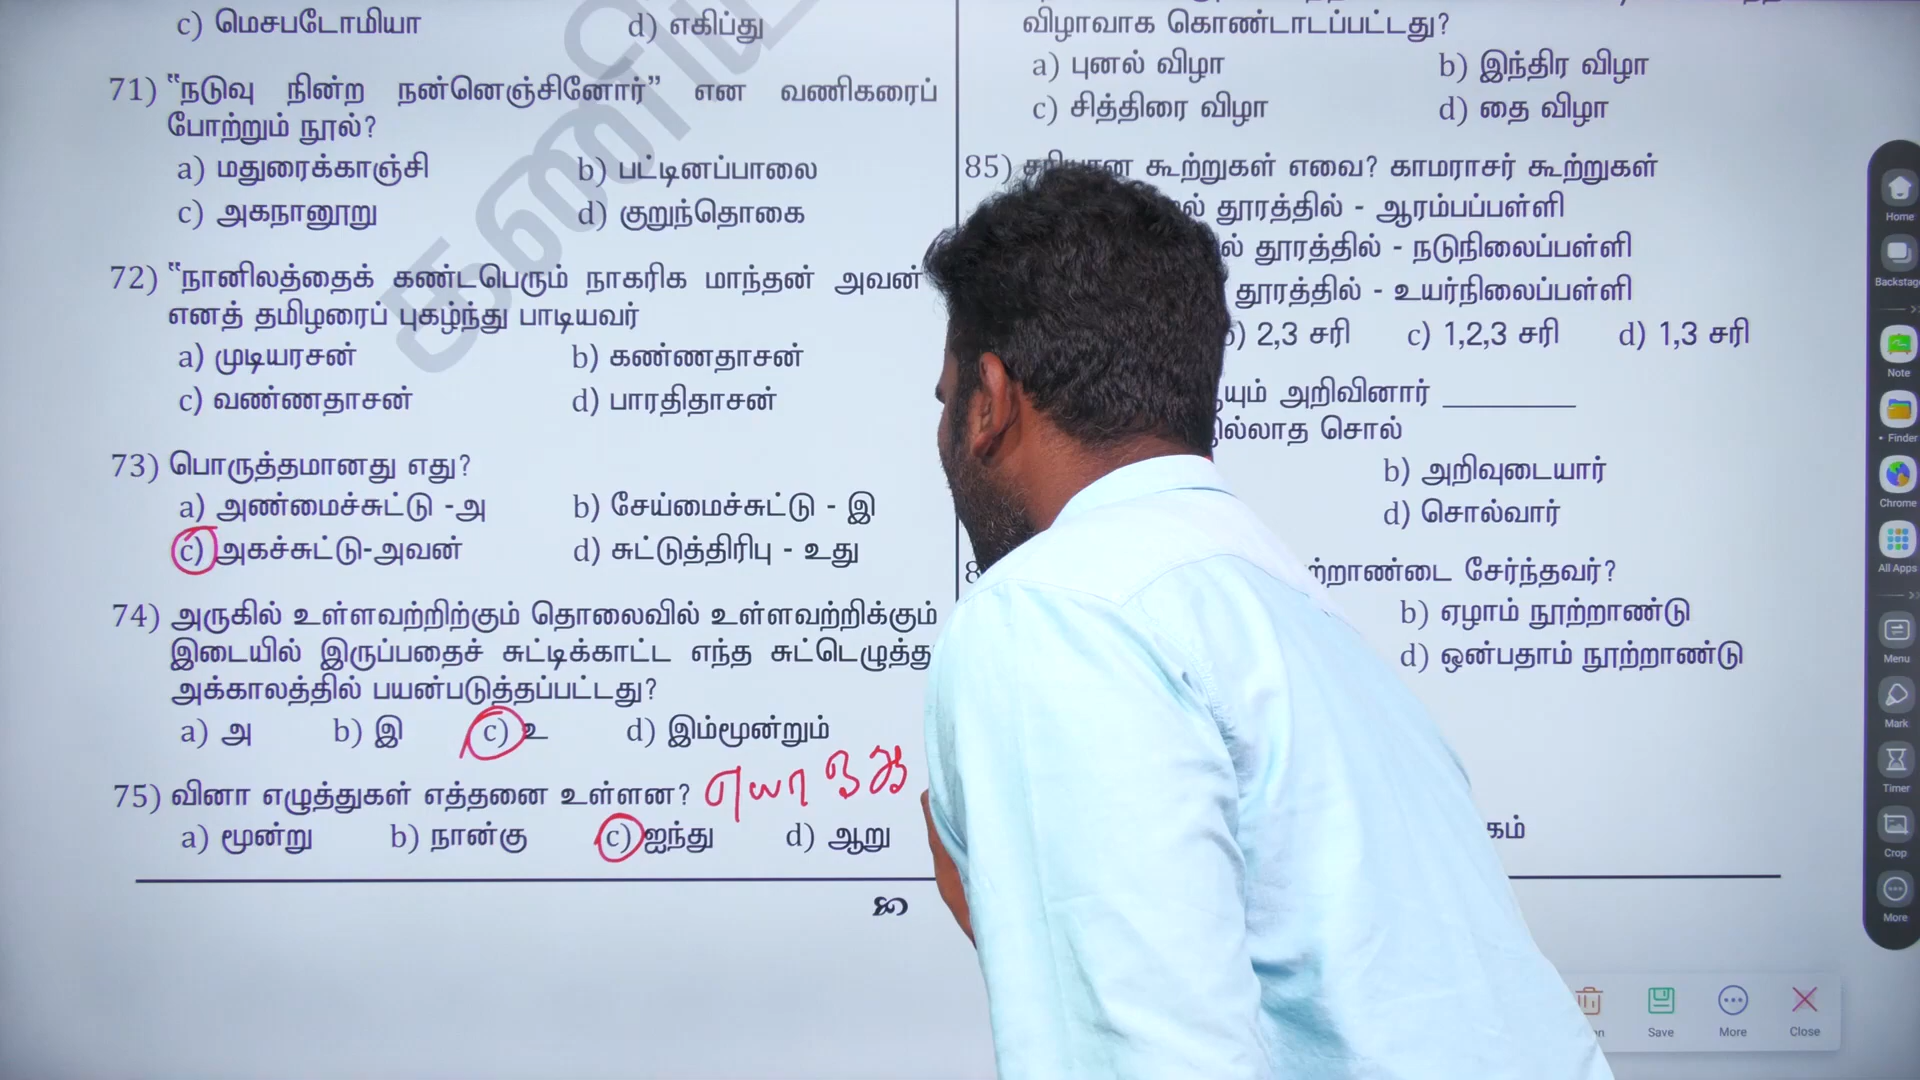 c) மெசபடோமியா d) எகிப்து
71) “நடுவு நின்ற நன்னெஞ்சினோர்” என வணிகரைப்
போற்றும் நூல்?
a) மதுரைக்காஞ்சி b) பட்டினப்பாலை
c) அகநானூறு d) குறுந்தொகை
72) “நானிலத்தைக் கண்டபெரும் நாகரிக மாந்தன் அவன்
எனத் தமிழரைப் புகழ்ந்து பாடியவர்
a) முடியரசன் b) கண்ணதாசன்
c) வண்ணதாசன் d) பாரதிதாசன்
73) பொருத்தமானது எது?
a) அண்மைச்சுட்டு -அ b) சேய்மைச்சுட்டு - இ
c) அகச்சுட்டு-அவன் d) சுட்டுத்திரிபு - உது
74) அருகில் உள்ளவற்றிற்கும் தொலைவில் உள்ளவற்றிக்கும்
இடையில் இருப்பதைச் சுட்டிக்காட்ட எந்த சுட்டெழுத்து
அக்காலத்தில் பயன்படுத்தப்பட்டது?
a) அ b) இ c) உ d) இம்மூன்றும்
75) வினா எழுத்துகள் எத்தனை உள்ளன? எ யா ஒ ஆ
a) மூன்று b) நான்கு c) ஐந்து d) ஆறு
கனி
விழாவாக கொண்டாடப்பட்டது?
a) புனல் விழா b) இந்திர விழா
c) சித்திரை விழா d) தை விழா
85) கூற்றுகள் எவை? காமராசர் கூற்றுகள்
தூரத்தில் - ஆரம்பப்பள்ளி
தூரத்தில் - நடுநிலைப்பள்ளி
தூரத்தில் - உயர்நிலைப்பள்ளி
2,3 சரி c) 1,2,3 சரி d) 1,3 சரி
அறிவினார் ________
சொல்
b) அறிவுடையார்
d) சொல்வார்
சேர்ந்தவர்?
b) ஏழாம் நூற்றாண்டு
d) ஒன்பதாம் நூற்றாண்டு
Home
Backstage
Note
Finder
Chrome
All Apps
Menu
Mark
Timer
Crop
More
Save More Close